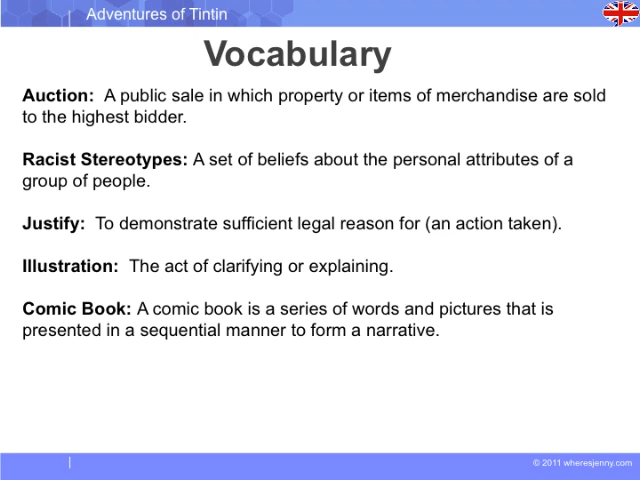 Adventures of Tintin
Vocabulary
Auction:  A public sale in which property or items of merchandise are sold
to the highest bidder.
Racist Stereotypes: A set of beliefs about the personal attributes of a
group of people.
Justify:  To demonstrate sufficient legal reason for (an action taken).
Illustration:  The act of clarifying or explaining.
Comic Book: A comic book is a series of words and pictures that is
presented in a sequential manner to form a narrative.
© 2011 wheresjenny.com